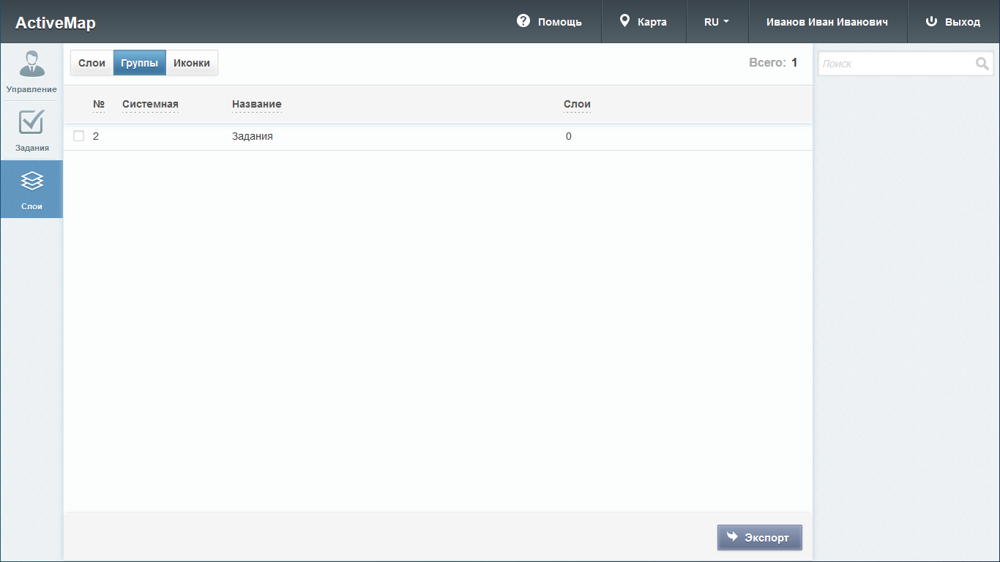 ActiveMap
Помощь
Карта
RU
Иванов Иван Иванович
Выход
Управление
Задания
Слои
Слои Группы Иконки
Всего: 1
№ Системная Название Слои
2 Задания 0
Экспорт
Поиск